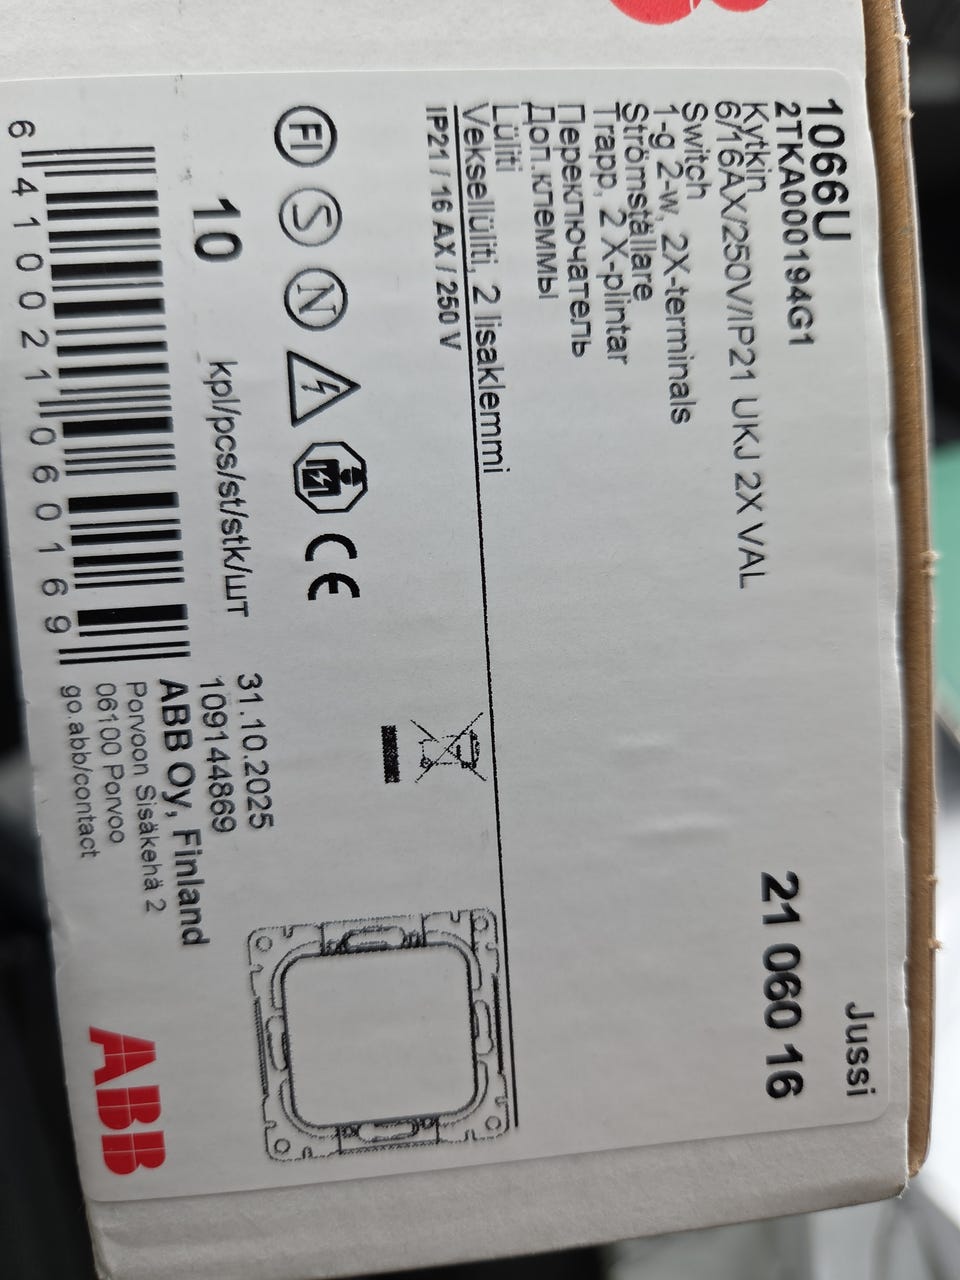 Jussi
1066U
2TKA000194G1
21 060 16
Kytkin
6/16AX/250V/IP21 UKJ 2X VAL
Switch
1-g 2-w, 2X-terminals
Strömställare
Trapp, 2 X-plintar
Переключатель
Доп.клеммы
Lüliti
Veksellüliti, 2 lisaklemmi
IP21 / 16 AX / 250 V
FI S N CE
10 kpl/pcs/st/stk/шт
31.10.2025
10914869
ABB Oy, Finland
Porvoon Sisäkehä 2
06100 Porvoo
go.abb/contact
6 410021 060169
ABB